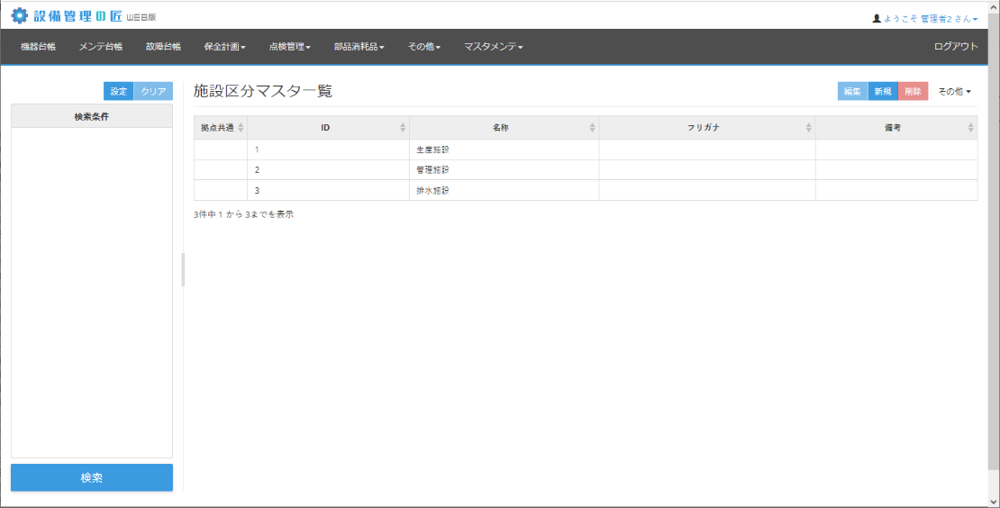 設備管理の匠 WEB版
ようこそ 管理者2 さん
機器台帳 メンテ台帳 故障台帳 保全計画 点検管理 部品消耗品 その他 マスタメンテ ログアウト
設定 クリア
検索条件
検索
施設区分マスタ一覧
編集 新規 削除 その他
拠点共通 ID 名称 フリガナ 備考
1 生産施設
2 管理施設
3 排水施設
3件中 1 から 3までを表示